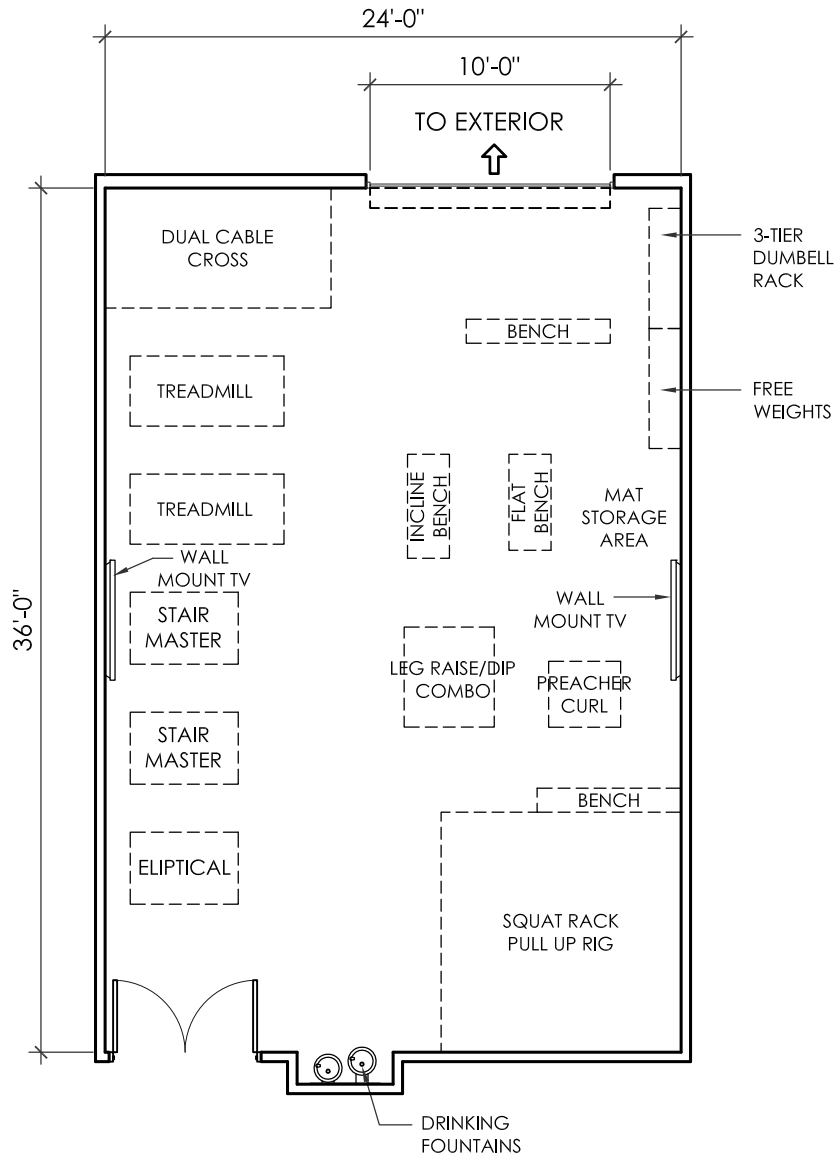 24'-0"
10'-0"
TO EXTERIOR
DUAL CABLE
CROSS
3-TIER
DUMBELL
RACK
BENCH
TREADMILL
FREE
WEIGHTS
INCLINE
BENCH
FLAT
BENCH
MAT
STORAGE
AREA
TREADMILL
WALL
MOUNT TV
36'-0"
STAIR
MASTER
WALL
MOUNT TV
LEG RAISE/DIP
COMBO
PREACHER
CURL
STAIR
MASTER
BENCH
ELIPTICAL
SQUAT RACK
PULL UP RIG
DRINKING
FOUNTAINS